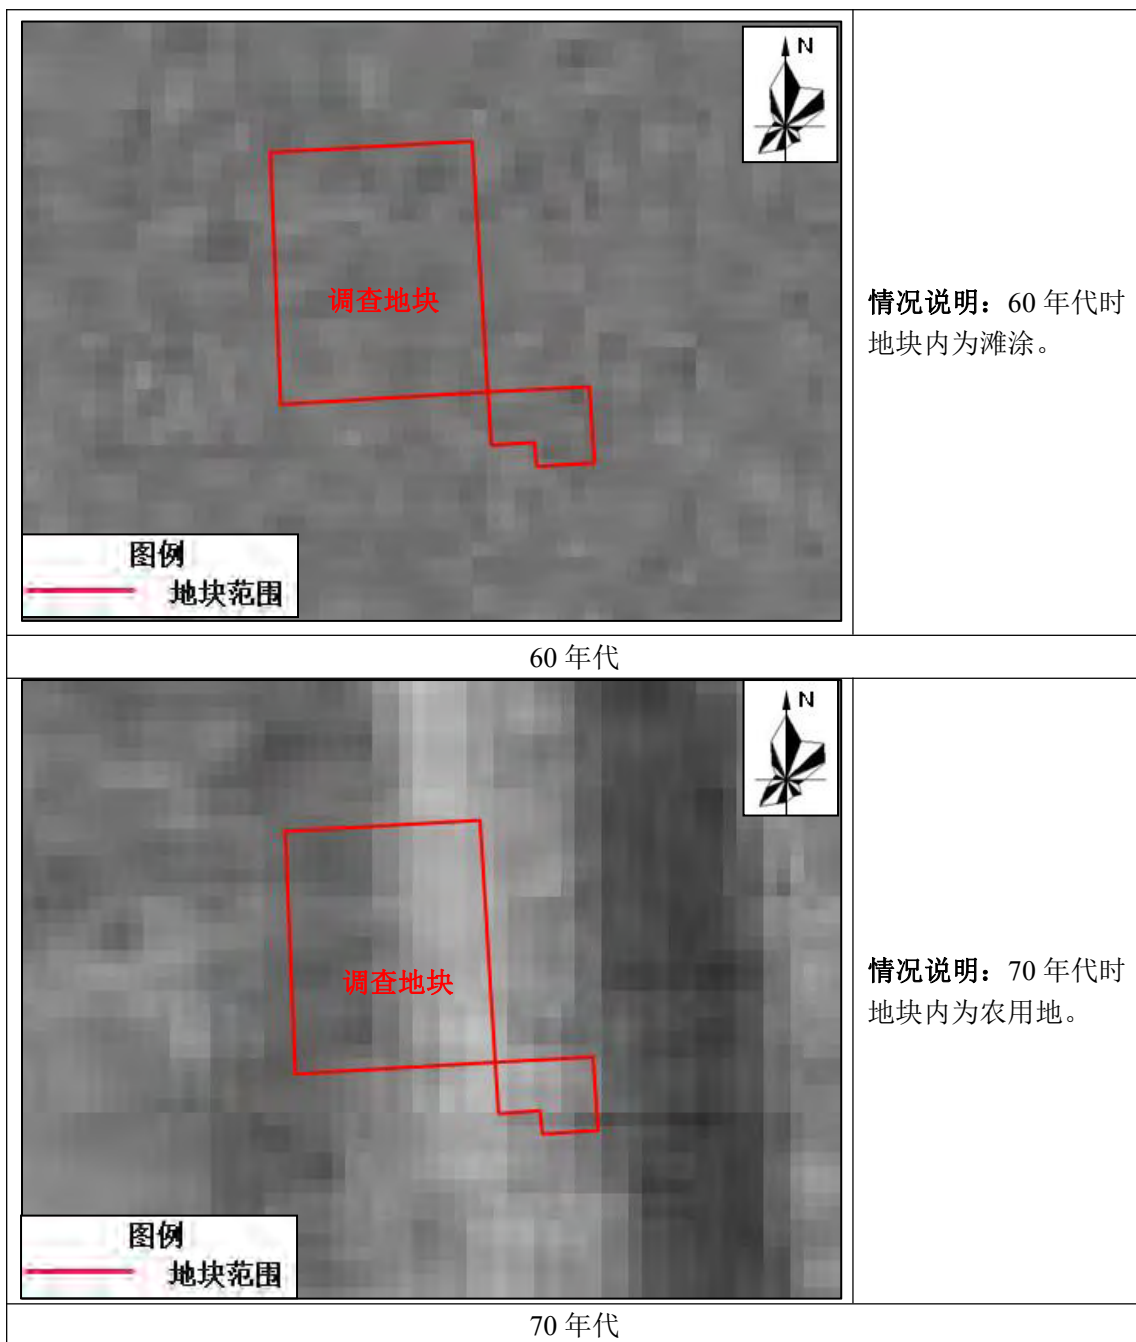 N
调查地块
情况说明：60 年代时
地块内为滩涂。
图例
地块范围
60 年代
N
调查地块
情况说明：70 年代时
地块内为农用地。
图例
地块范围
70 年代